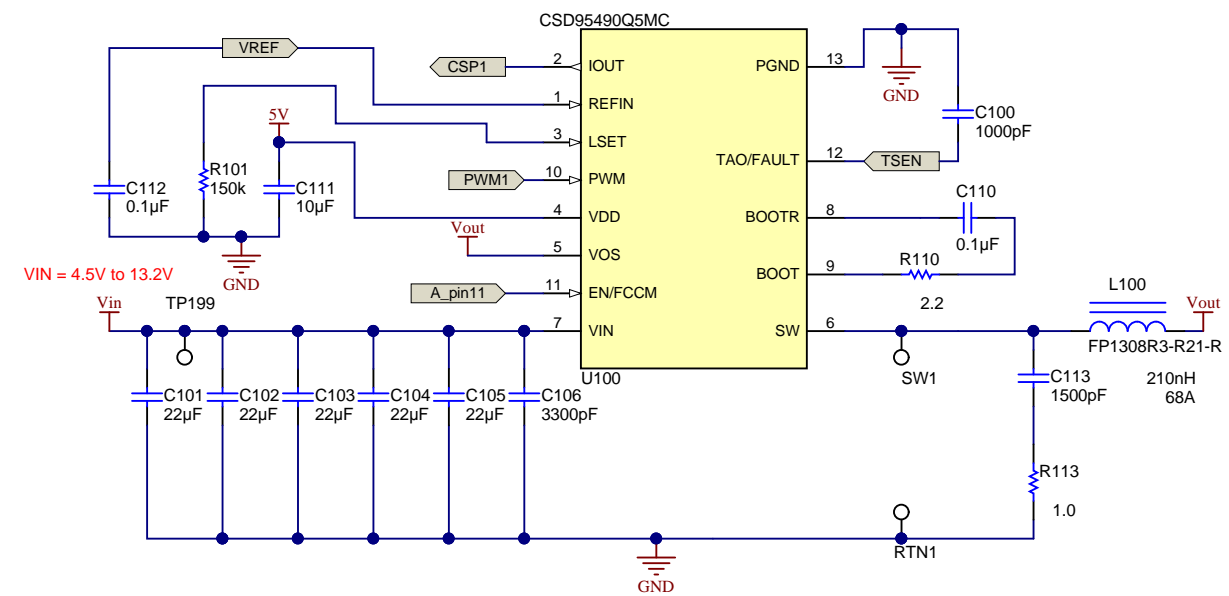 CSD95490Q5MC
VREF
CSP1
2
IOUT
PGND
13
GND
1
REFIN
5V
3
LSET
C100
1000pF
R101
150k
C112
0.1µF
C111
10µF
PWM1
10
PWM
TAO/FAULT
12
TSEN
4
VDD
BOOTR
8
C110
0.1µF
Vout
5
VOS
GND
BOOT
9
R110
2.2
VIN = 4.5V to 13.2V
A_pin11
11
EN/FCCM
Vin
TP199
7
VIN
SW
6
L100
Vout
FP1308R3-R21-R
210nH
68A
U100
SW1
C101
22µF
C102
22µF
C103
22µF
C104
22µF
C105
22µF
C106
3300pF
C113
1500pF
R113
1.0
RTN1
GND